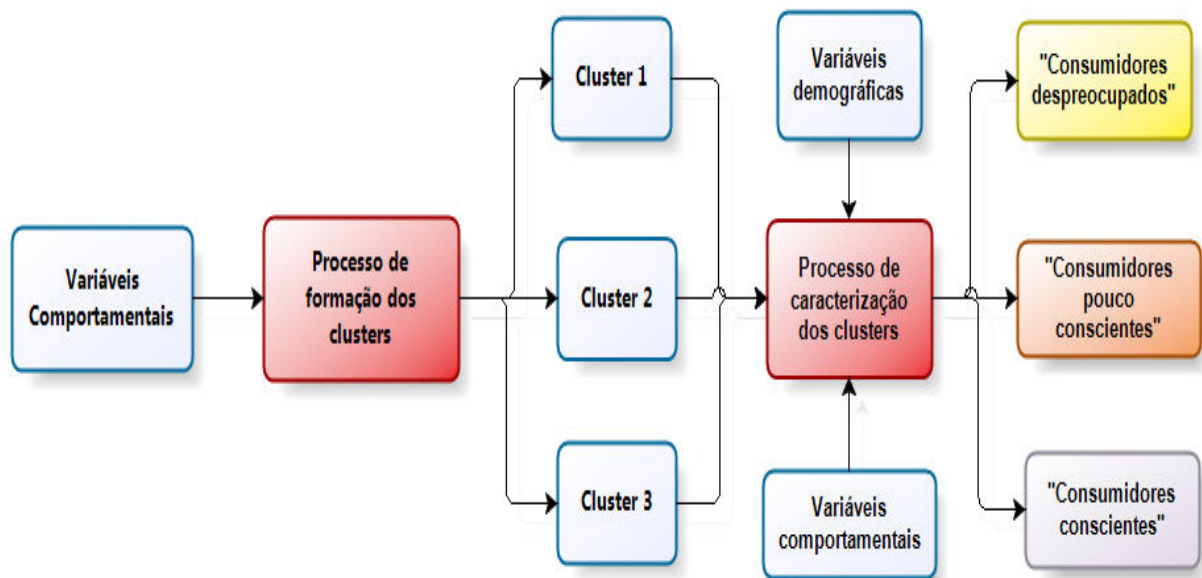 Variáveis
Comportamentais
Processo de
formação dos
clusters
Cluster 1
Cluster 2
Cluster 3
Variáveis
demográficas
Processo de
caracterização
dos clusters
Variáveis
comportamentais
"Consumidores
despreocupados"
"Consumidores
pouco
conscientes"
"Consumidores
conscientes"